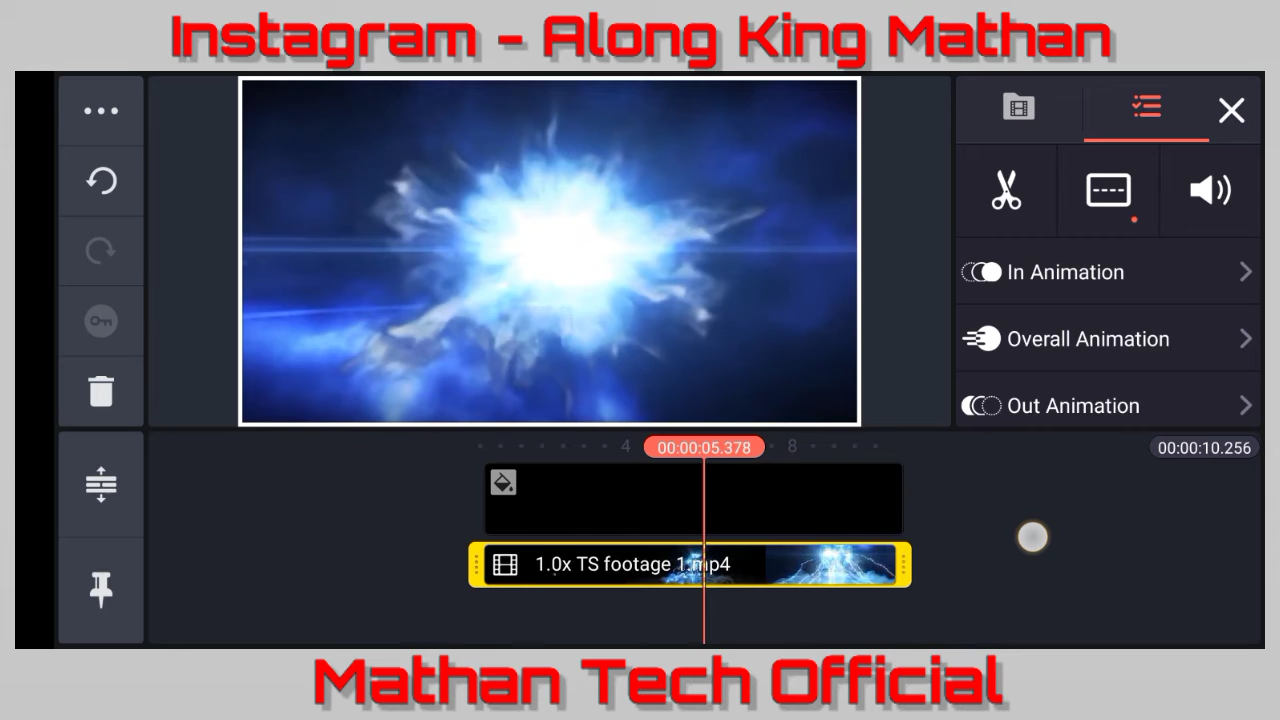 Instagram - Along King Mathan
In Animation
Overall Animation
Out Animation
4
00:00:05.378
8
00:00:10.256
1.0x TS footage 1.mp4
Mathan Tech Official